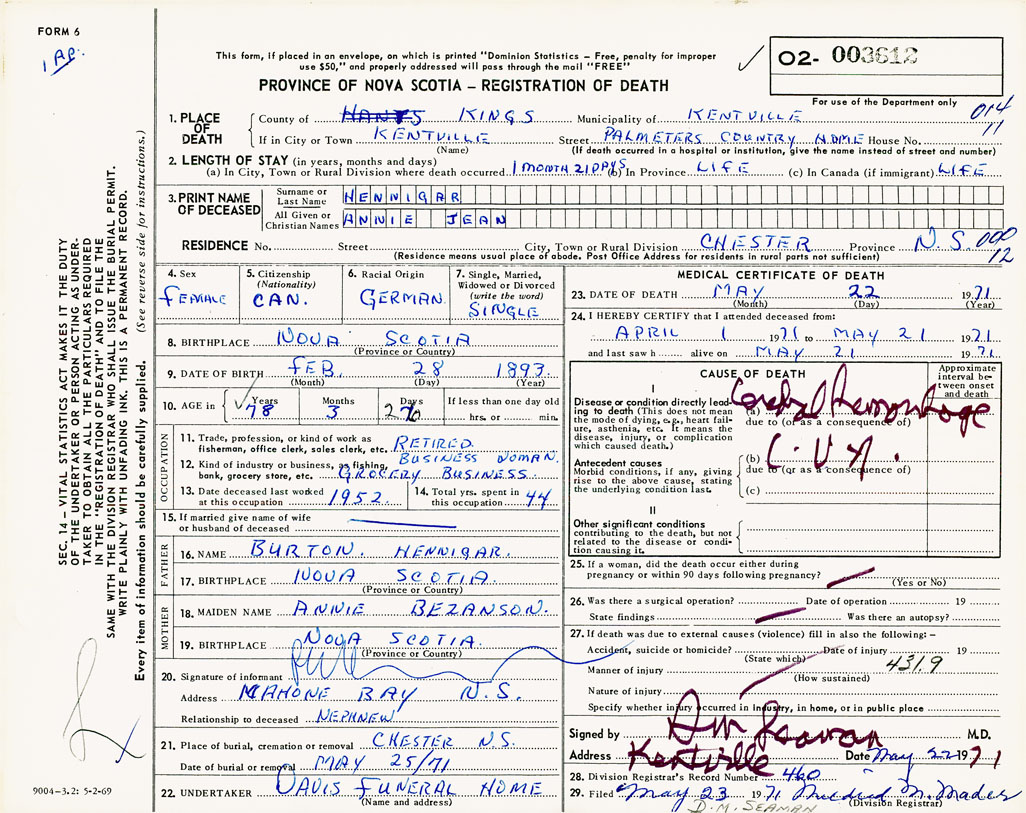 FORM 6
1 AP.
This form, if placed in an envelope, on which is printed "Dominion Statistics – Free, penalty for improper
use $50," and properly addressed will pass through the mail "FREE"
PROVINCE OF NOVA SCOTIA – REGISTRATION OF DEATH
02- 003612
For use of the Department only
014
11
1. PLACE OF DEATH
County of HANTS KINGS Municipality of KENTVILLE
If in City or Town KENTVILLE Street PALMETERS COUNTRY HOME House No.
(Name) (If death occurred in a hospital or institution, give the name instead of street and number)
2. LENGTH OF STAY (in years, months and days)
(a) In City, Town or Rural Division where death occurred 1 MONTH 21 DAYS (b) In Province LIFE (c) In Canada (if immigrant) LIFE
3. PRINT NAME OF DECEASED
Surname or Last Name HENNIGAR
All Given or Christian Names ANNIE JEAN
RESIDENCE No. Street City, Town or Rural Division CHESTER Province N.S. 000
12
(Residence means usual place of abode. Post Office Address for residents in rural parts not sufficient)
4. Sex
FEMALE
5. Citizenship
(Nationality)
CAN.
6. Racial Origin
GERMAN
7. Single, Married,
Widowed or Divorced
(write the word)
SINGLE
8. BIRTHPLACE NOVA SCOTIA
(Province or Country)
9. DATE OF BIRTH FEB. 28 1893
(Month) (Day) (Year)
10. AGE in Years Months Days If less than one day old
78 3 hrs. or min.
OCCUPATION
11. Trade, profession, or kind of work as
fisherman, office clerk, sales clerk, etc. RETIRED BUSINESS WOMAN.
12. Kind of industry or business, as fishing,
bank, grocery store, etc. GROCERY BUSINESS.
13. Date deceased last worked
at this occupation 1952
14. Total yrs. spent in
this occupation 44
15. If married give name of wife
or husband of deceased
FATHER
16. NAME BURTON. HENNIGAR.
17. BIRTHPLACE NOVA SCOTIA.
(Province or Country)
MOTHER
18. MAIDEN NAME ANNIE BEZANSON.
19. BIRTHPLACE NOVA SCOTIA.
(Province or Country)
20. Signature of informant
Address MAHONE BAY N.S.
Relationship to deceased NEPHNEW
21. Place of burial, cremation or removal CHESTER N.S.
Date of burial or removal MAY 25/71
22. UNDERTAKER DAVIS FUNERAL HOME
(Name and address)
MEDICAL CERTIFICATE OF DEATH
23. DATE OF DEATH MAY 22 1971
(Month) (Day) (Year)
24. I HEREBY CERTIFY that I attended deceased from:
APRIL 1 1971 to MAY 21 1971
and last saw h alive on MAY 21 1971
CAUSE OF DEATH
Approximate
interval be-
tween onset
and death
I
Disease or condition directly lead-
ing to death (This does not mean
the mode of dying, e.g., heart fail-
ure, asthenia, etc. It means the
disease, injury, or complication
which caused death.)
(a) Cerebral Hemorrhage
due to (or as a consequence of)
Antecedent causes
Morbid conditions, if any, giving
rise to the above cause, stating
the underlying condition last.
(b) C.V.A.
due to (or as a consequence of)
(c)
II
Other significant conditions
contributing to the death, but not
related to the disease or condi-
tion causing it.
25. If a woman, did the death occur either during
pregnancy or within 90 days following pregnancy?
(Yes or No)
26. Was there a surgical operation? Date of operation 19
State findings Was there an autopsy?
27. If death was due to external causes (violence) fill in also the following: –
Accident, suicide or homicide? Date of injury 19
(State which)
Manner of injury 431.9
(How sustained)
Nature of injury
Specify whether injury occurred in industry, in home, or in public place
Signed by DM Seaman M.D.
Address Kentville Date May 22 1971
28. Division Registrar's Record Number 460
29. Filed May 23 1971 Mildred M. Mader
D.M. SEAMAN (Division Registrar)
SEC. 14 – VITAL STATISTICS ACT MAKES IT THE DUTY
OF THE UNDERTAKER OR PERSON ACTING AS UNDER-
TAKER TO OBTAIN ALL THE PARTICULARS REQUIRED
IN THE "REGISTRATION OF DEATH" AND TO FILE THE
SAME WITH THE DIVISION REGISTRAR WHO SHALL ISSUE THE BURIAL PERMIT.
WRITE PLAINLY WITH UNFADING INK. THIS IS A PERMANENT RECORD.
Every item of information should be carefully supplied. (See reverse side for instructions.)
9004-3.2: 5-2-69